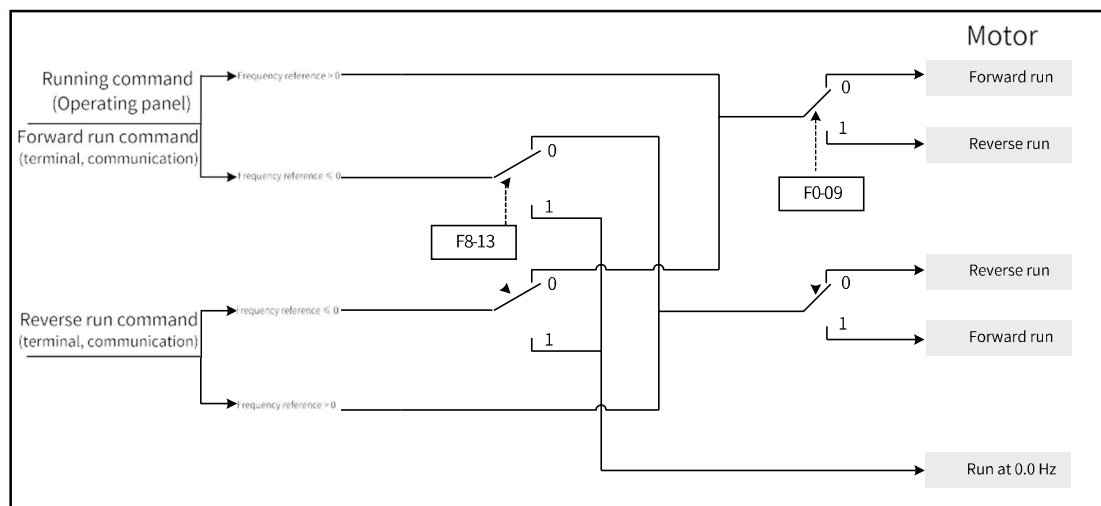 Motor
Running command
(Operating panel)
Forward run command
(terminal, communication)
Frequency reference > 0
Frequency reference ≤ 0
0
1
F8-13
0
1
F0-09
Forward run
Reverse run
Reverse run command
(terminal, communication)
Frequency reference ≤ 0
Frequency reference > 0
0
1
0
1
Reverse run
Forward run
Run at 0.0 Hz